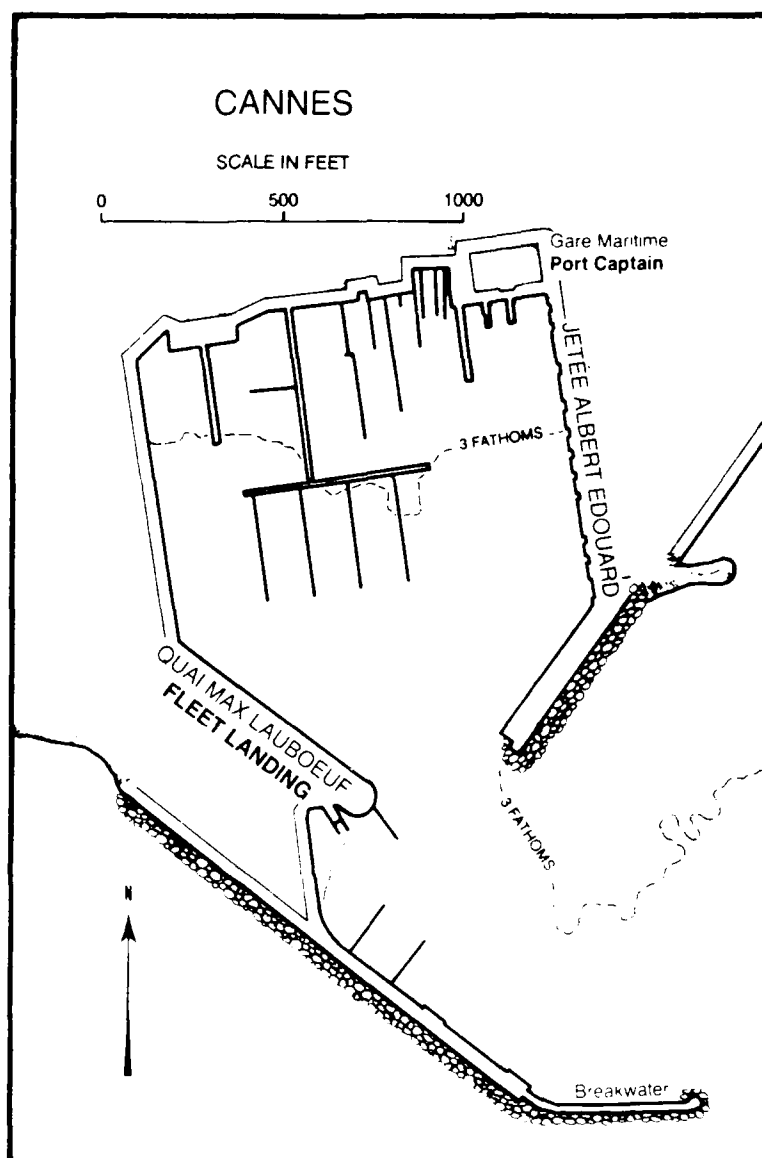 CANNES
SCALE IN FEET
0 500 1000
Gare Maritime
Port Captain
JETÉE ALBERT EDOUARD
3 FATHOMS
QUAI MAX LAUBOEUF
FLEET LANDING
3 FATHOMS
N
Breakwater